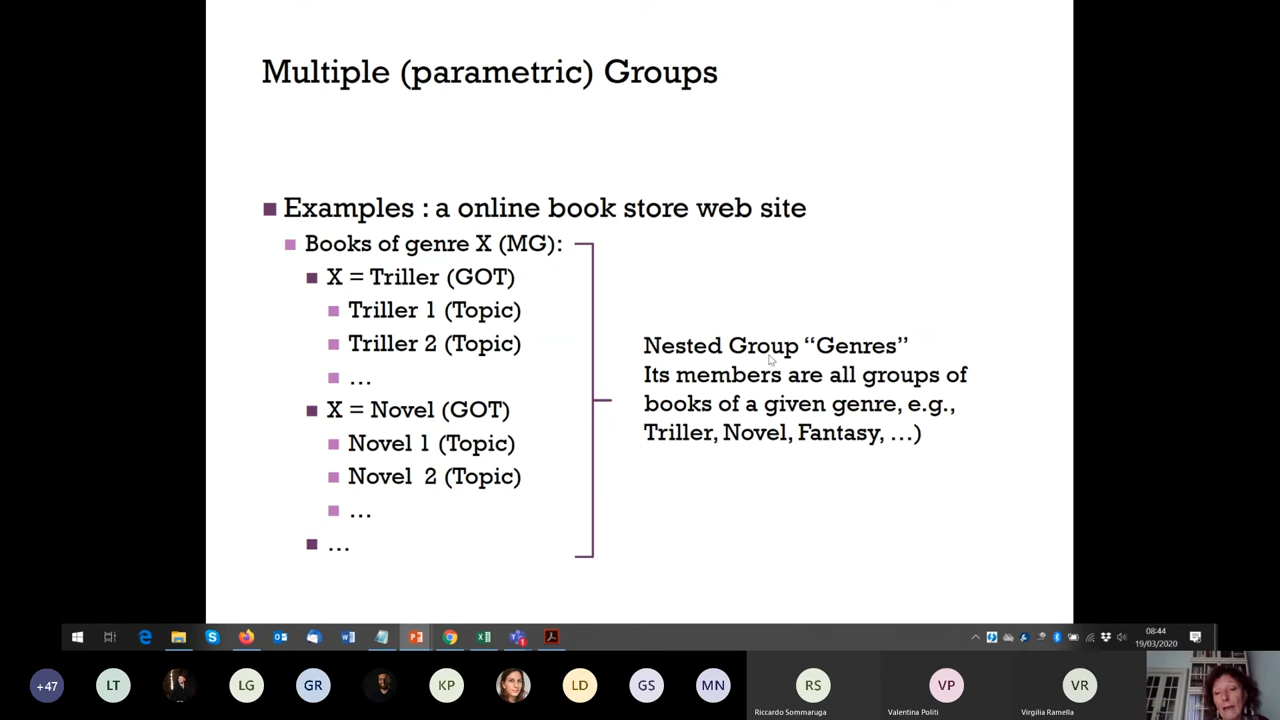 Multiple (parametric) Groups
Examples : a online book store web site
Books of genre X (MG):
X = Triller (GOT)
Triller 1 (Topic)
Triller 2 (Topic)
…
X = Novel (GOT)
Novel 1 (Topic)
Novel 2 (Topic)
…
…
Nested Group “Genres”
Its members are all groups of
books of a given genre, e.g.,
Triller, Novel, Fantasy, …)
08:44
19/03/2020
+47
LT
LG
GR
KP
LD
GS
MN
RS
VP
VR
Riccardo Sommaruga
Valentina Politi
Virgilia Ramella